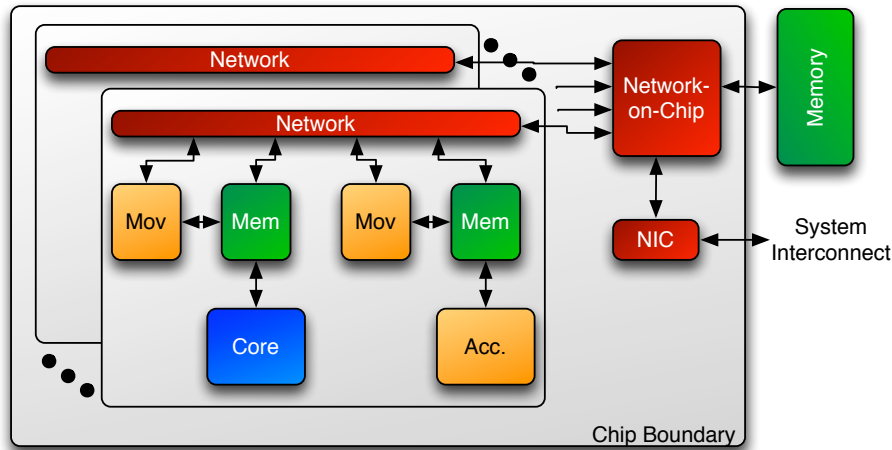 Network
Network
Mov
Mem
Mov
Mem
Core
Acc.
Network-
on-Chip
Memory
NIC
System
Interconnect
Chip Boundary